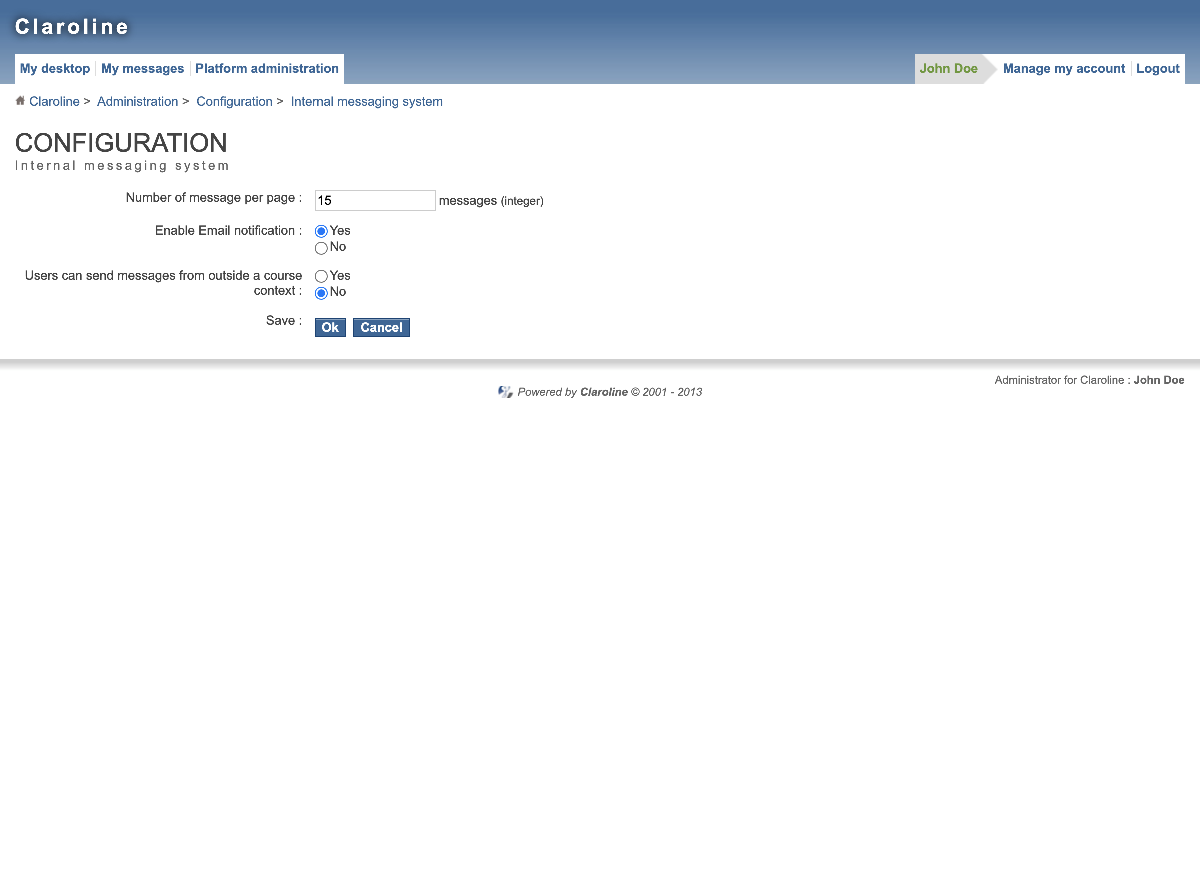 Claroline
My desktop
My messages
Platform administration
John Doe
Manage my account
Logout
Claroline > Administration > Configuration > Internal messaging system
CONFIGURATION
Internal messaging system
Number of message per page : 15 messages (integer)
Enable Email notification : Yes
No
Users can send messages from outside a course Yes
context : No
Save : Ok Cancel
Administrator for Claroline : John Doe
Powered by Claroline © 2001 - 2013